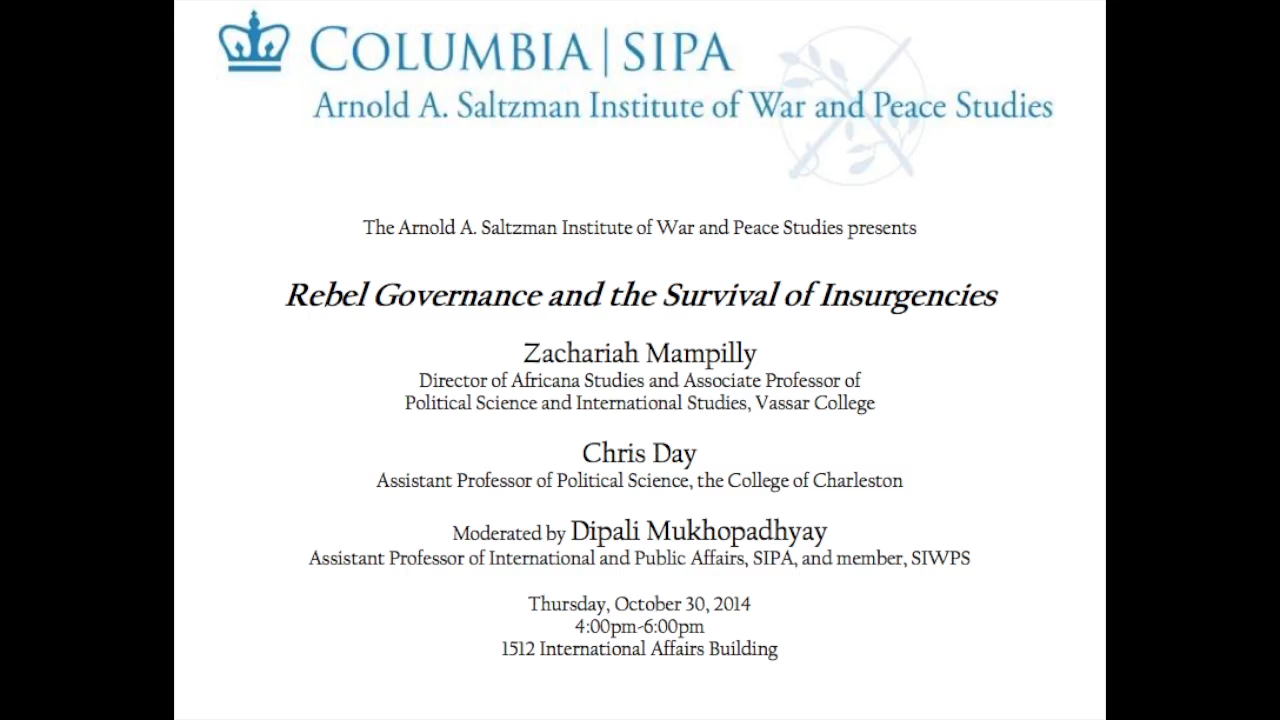 COLUMBIA | SIPA
Arnold A. Saltzman Institute of War and Peace Studies
The Arnold A. Saltzman Institute of War and Peace Studies presents
Rebel Governance and the Survival of Insurgencies
Zachariah Mampilly
Director of Africana Studies and Associate Professor of
Political Science and International Studies, Vassar College
Chris Day
Assistant Professor of Political Science, the College of Charleston
Moderated by Dipali Mukhopadhyay
Assistant Professor of International and Public Affairs, SIPA, and member, SIWPS
Thursday, October 30, 2014
4:00pm-6:00pm
1512 International Affairs Building